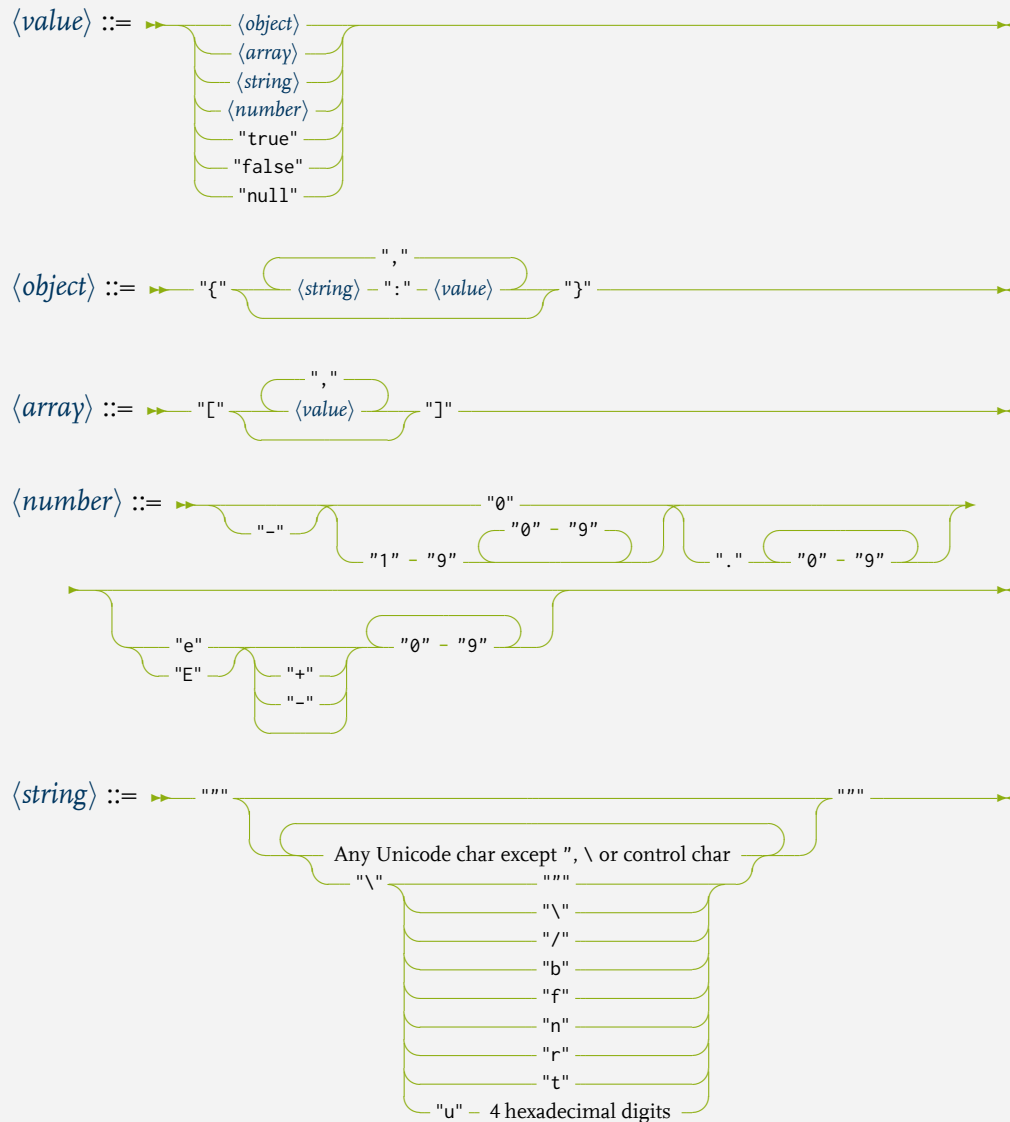 ⟨value⟩ ::= ⟨object⟩
⟨array⟩
⟨string⟩
⟨number⟩
"true"
"false"
"null"
","
⟨object⟩ ::= "{" ⟨string⟩ ":" ⟨value⟩ "}"
","
⟨array⟩ ::= "[" ⟨value⟩ "]"
⟨number⟩ ::= "0"
"-" "0" - "9"
"1" - "9" "." "0" - "9"
"e" "0" - "9"
"E" "+"
"-"
⟨string⟩ ::= """ """
Any Unicode char except ", \ or control char
"\" """
"\"
"/"
"b"
"f"
"n"
"r"
"t"
"u" - 4 hexadecimal digits